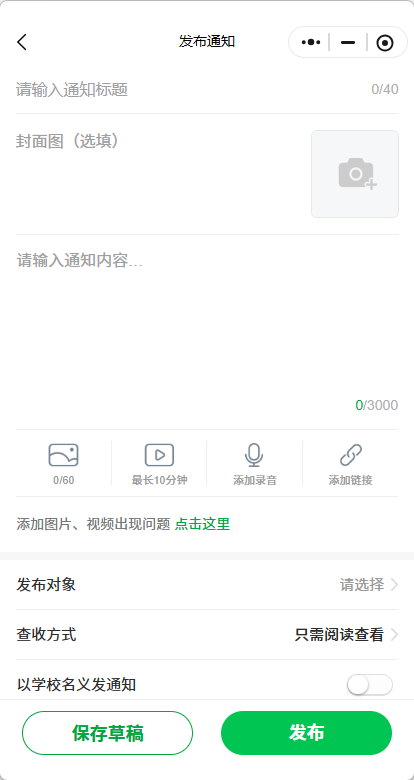 发布通知
请输入通知标题 0/40
封面图（选填）
请输入通知内容...
0/3000
0/60 最长10分钟 添加录音 添加链接
添加图片、视频出现问题 点击这里
发布对象 请选择
查收方式 只需阅读查看
以学校名义发通知
保存草稿 发布